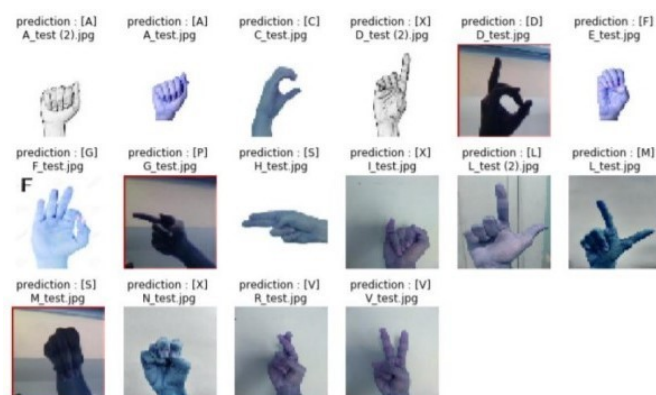 prediction : [A]
A_test (2).jpg
prediction : [A]
A_test.jpg
prediction : [C]
C_test.jpg
prediction : [X]
D_test (2).jpg
prediction : [D]
D_test.jpg
prediction : [F]
E_test.jpg
prediction : [G]
F_test.jpg
F
prediction : [P]
G_test.jpg
prediction : [S]
H_test.jpg
prediction : [X]
I_test.jpg
prediction : [L]
L_test (2).jpg
prediction : [M]
L_test.jpg
prediction : [S]
M_test.jpg
prediction : [X]
N_test.jpg
prediction : [V]
R_test.jpg
prediction : [V]
V_test.jpg